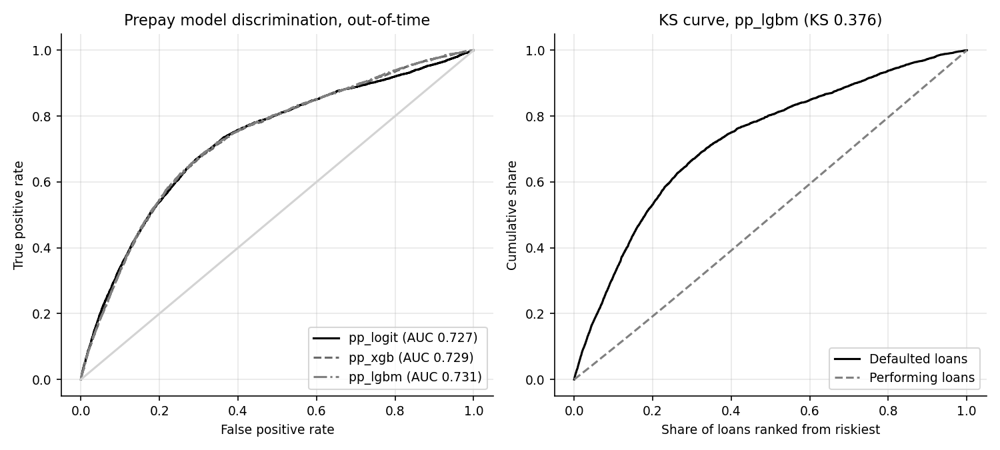 Prepay model discrimination, out-of-time
True positive rate
1.0
0.8
0.6
0.4
0.2
0.0
0.0 0.2 0.4 0.6 0.8 1.0
False positive rate
pp_logit (AUC 0.727)
pp_xgb (AUC 0.729)
pp_lgbm (AUC 0.731)
KS curve, pp_lgbm (KS 0.376)
Cumulative share
1.0
0.8
0.6
0.4
0.2
0.0
0.0 0.2 0.4 0.6 0.8 1.0
Share of loans ranked from riskiest
Defaulted loans
Performing loans